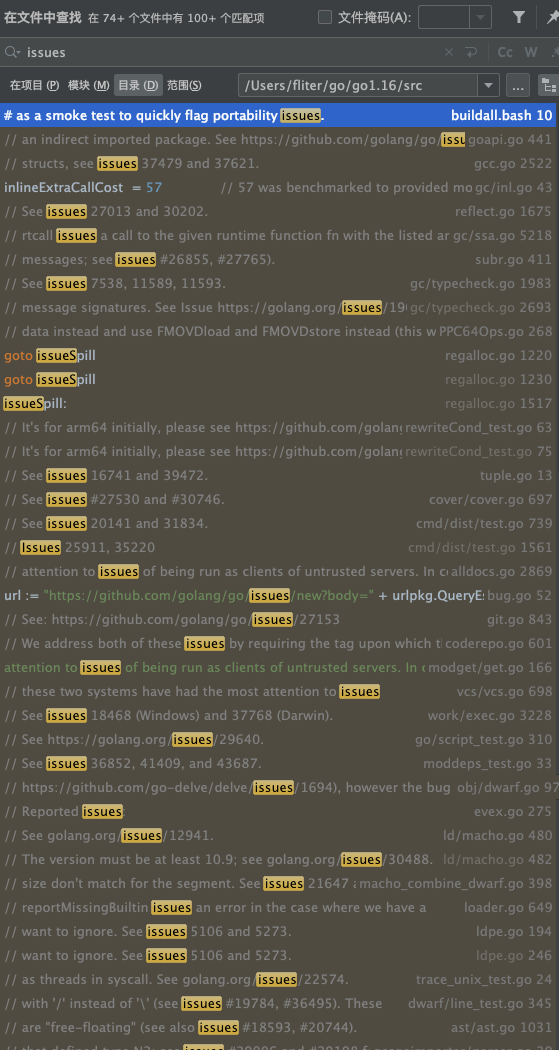 在文件中查找 在 74+ 个文件中有 100+ 个匹配项 文件掩码(A):
issues Cc W
在项目 (P) 模块 (M) 目录 (D) 范围(S) /Users/fliter/go/go1.16/src ...
# as a smoke test to quickly flag portability issues. buildall.bash 10
// an indirect imported package. See https://github.com/golang/go/issu goapi.go 441
// structs, see issues 37479 and 37621. gcc.go 2522
inlineExtraCallCost = 57 // 57 was benchmarked to provided mo gc/inl.go 43
// See issues 27013 and 30202. reflect.go 1675
// rtcall issues a call to the given runtime function fn with the listed ar gc/ssa.go 5218
// messages; see issues #26855, #27765). subr.go 411
// See issues 7538, 11589, 11593. gc/typecheck.go 1983
// message signatures. See Issue https://golang.org/issues/19 gc/typecheck.go 2693
// data instead and use FMOVDload and FMOVDstore instead (this w PPC64Ops.go 268
goto issueSpill regalloc.go 1220
goto issueSpill regalloc.go 1230
issueSpill: regalloc.go 1517
// It's for arm64 initially, please see https://github.com/golang rewriteCond_test.go 63
// It's for arm64 initially, please see https://github.com/golang rewriteCond_test.go 75
// See issues 16741 and 39472. tuple.go 13
// See issues #27530 and #30746. cover/cover.go 697
// See issues 20141 and 31834. cmd/dist/test.go 739
// Issues 25911, 35220 cmd/dist/test.go 1561
// attention to issues of being run as clients of untrusted servers. In c alldocs.go 2869
url := "https://github.com/golang/go/issues/new?body=" + urlpkg.QueryEs bug.go 52
// See: https://github.com/golang/go/issues/27153 git.go 843
// We address both of these issues by requiring the tag upon which t coderepo.go 601
attention to issues of being run as clients of untrusted servers. In c modget/get.go 166
// these two systems have had the most attention to issues vcs/vcs.go 698
// See issues 18468 (Windows) and 37768 (Darwin). work/exec.go 3228
// See https://golang.org/issues/29640. go/script_test.go 310
// See issues 36852, 41409, and 43687. moddeps_test.go 33
// https://github.com/go-delve/delve/issues/1694), however the bug obj/dwarf.go 97
// Reported issues evex.go 275
// See golang.org/issues/12941. ld/macho.go 480
// The version must be at least 10.9; see golang.org/issues/30488. ld/macho.go 482
// size don't match for the segment. See issues 21647 macho_combine_dwarf.go 398
// reportMissingBuiltin issues an error in the case where we have a loader.go 649
// want to ignore. See issues 5106 and 5273. ldpe.go 194
// want to ignore. See issues 5106 and 5273. ldpe.go 246
// as threads in syscall. See golang.org/issues/22574. trace_unix_test.go 24
// with '/' instead of '\' (see issues #19784, #36495). These dwarf/line_test.go 345
// are "free-floating" (see also issues #18593, #20744). ast/ast.go 1031